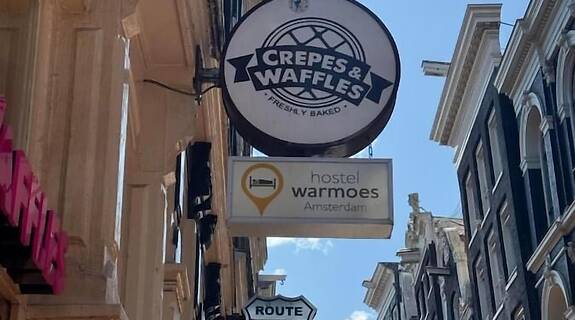 CREPES &
WAFFLES
• FRESHLY BAKED •
hostel
warmoes
Amsterdam
ROUTE